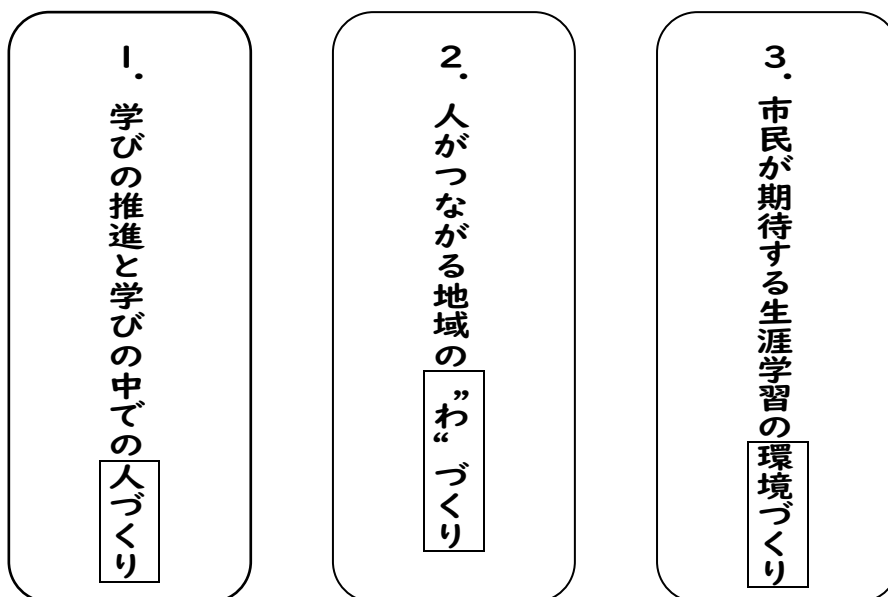 1. 学びの推進と学びの中での人づくり
2. 人がつながる地域の”わ“づくり
3. 市民が期待する生涯学習の環境づくり